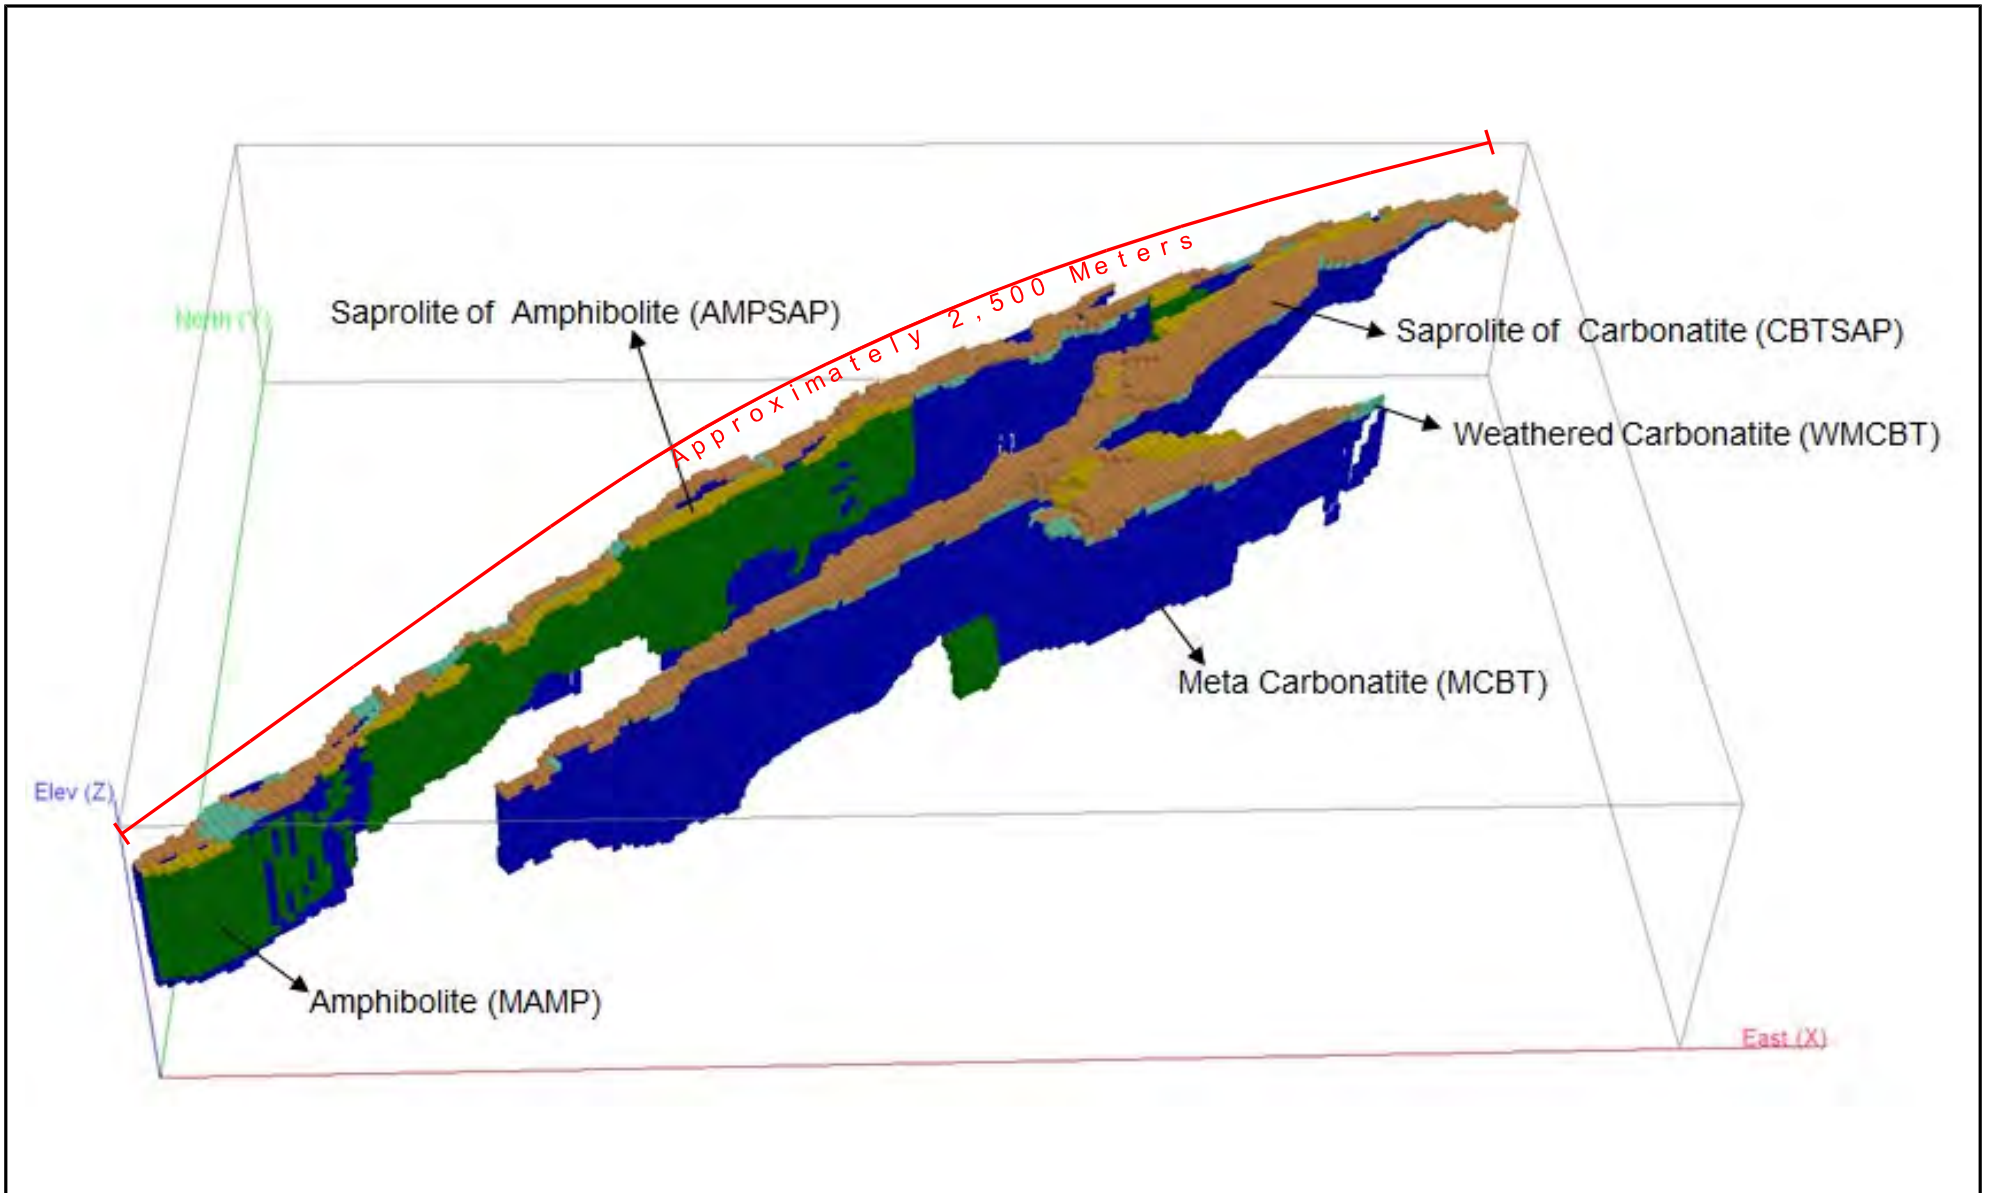 Approximately 2,500 Meters
North (Y)
Saprolite of Amphibolite (AMPSAP)
Saprolite of Carbonatite (CBTSAP)
Weathered Carbonatite (WMCBT)
Meta Carbonatite (MCBT)
Elev (Z)
Amphibolite (MAMP)
East (X)